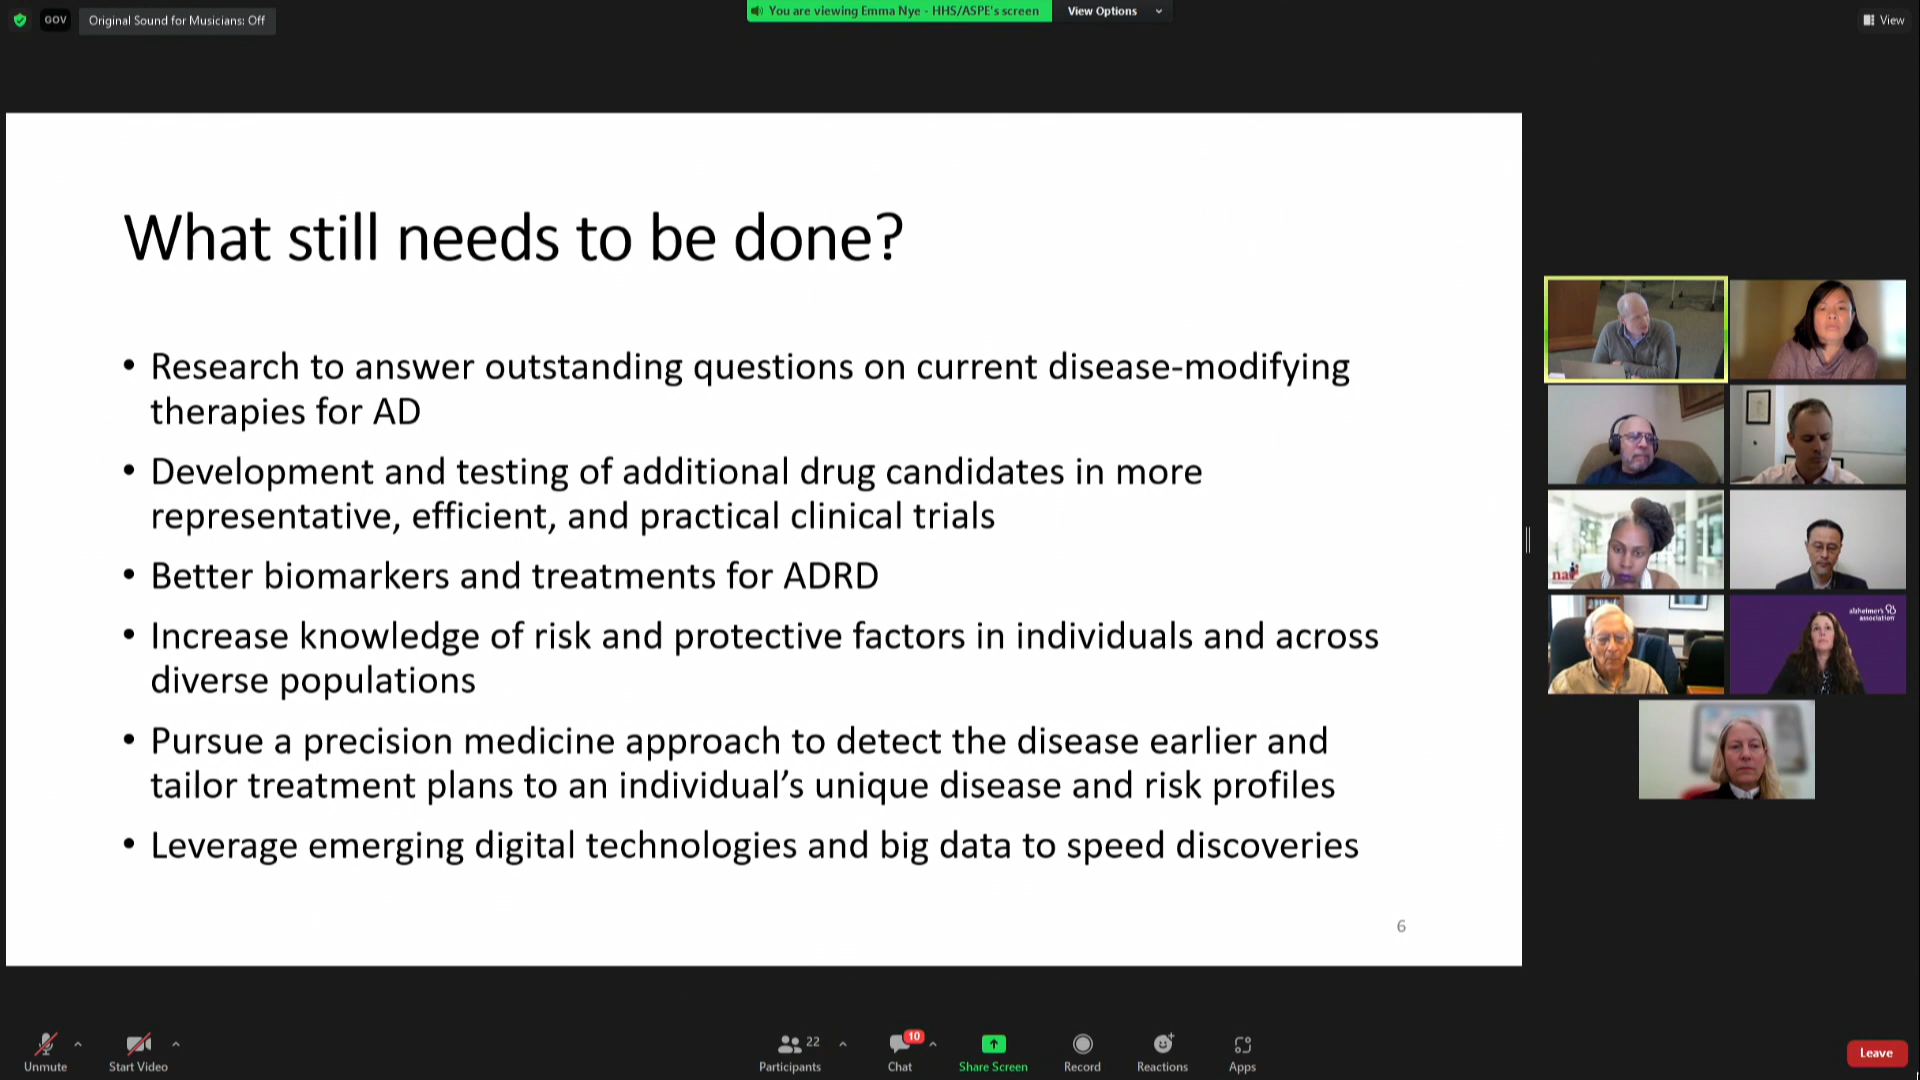 GOV
Original Sound for Musicians: Off
You are viewing Emma Nye - HHS/ASPE's screen
View Options
View
What still needs to be done?
• Research to answer outstanding questions on current disease-modifying
therapies for AD
• Development and testing of additional drug candidates in more
representative, efficient, and practical clinical trials
• Better biomarkers and treatments for ADRD
• Increase knowledge of risk and protective factors in individuals and across
diverse populations
• Pursue a precision medicine approach to detect the disease earlier and
tailor treatment plans to an individual’s unique disease and risk profiles
• Leverage emerging digital technologies and big data to speed discoveries
6
alzheimer's
association
Unmute
Start Video
22
Participants
10
Chat
Share Screen
Record
Reactions
Apps
Leave